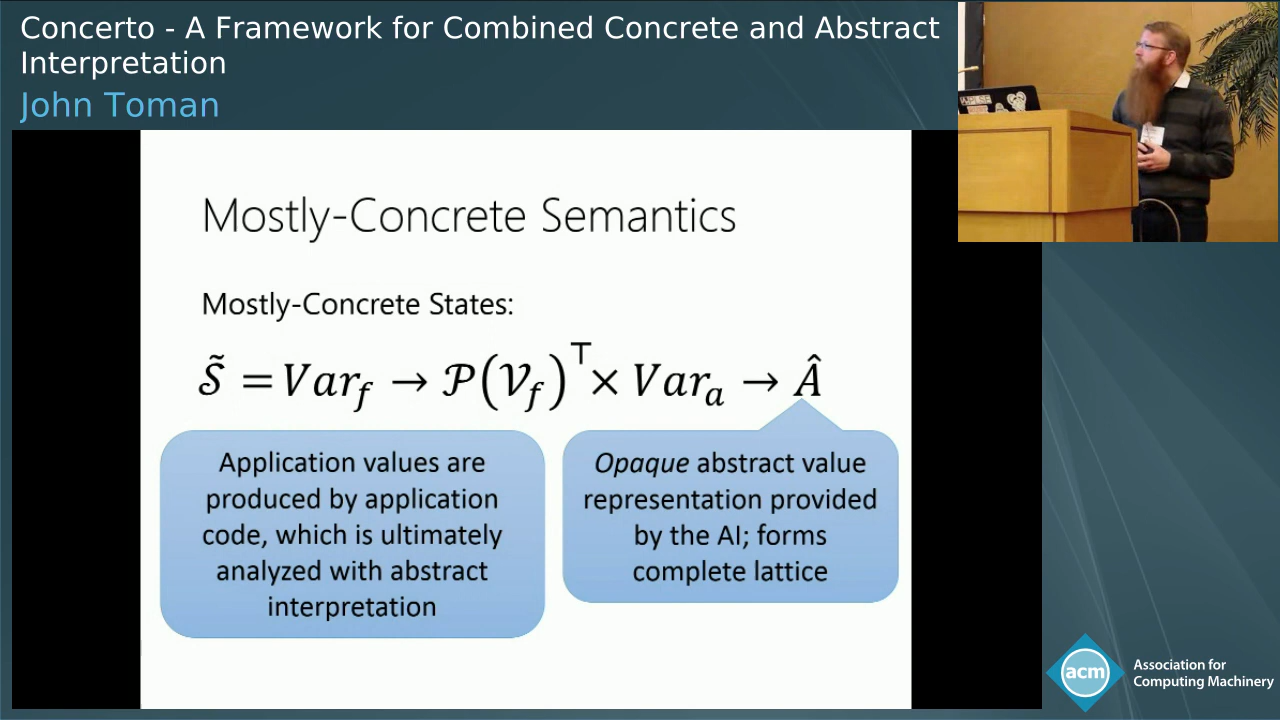 Concerto - A Framework for Combined Concrete and Abstract
Interpretation
John Toman
Mostly-Concrete Semantics
Mostly-Concrete States:
𝒮̃ = Var_f → 𝒫(𝒱_f)^⊤ × Var_a → Â
Application values are
produced by application
code, which is ultimately
analyzed with abstract
interpretation
Opaque abstract value
representation provided
by the AI; forms
complete lattice
acm
Association for
Computing Machinery